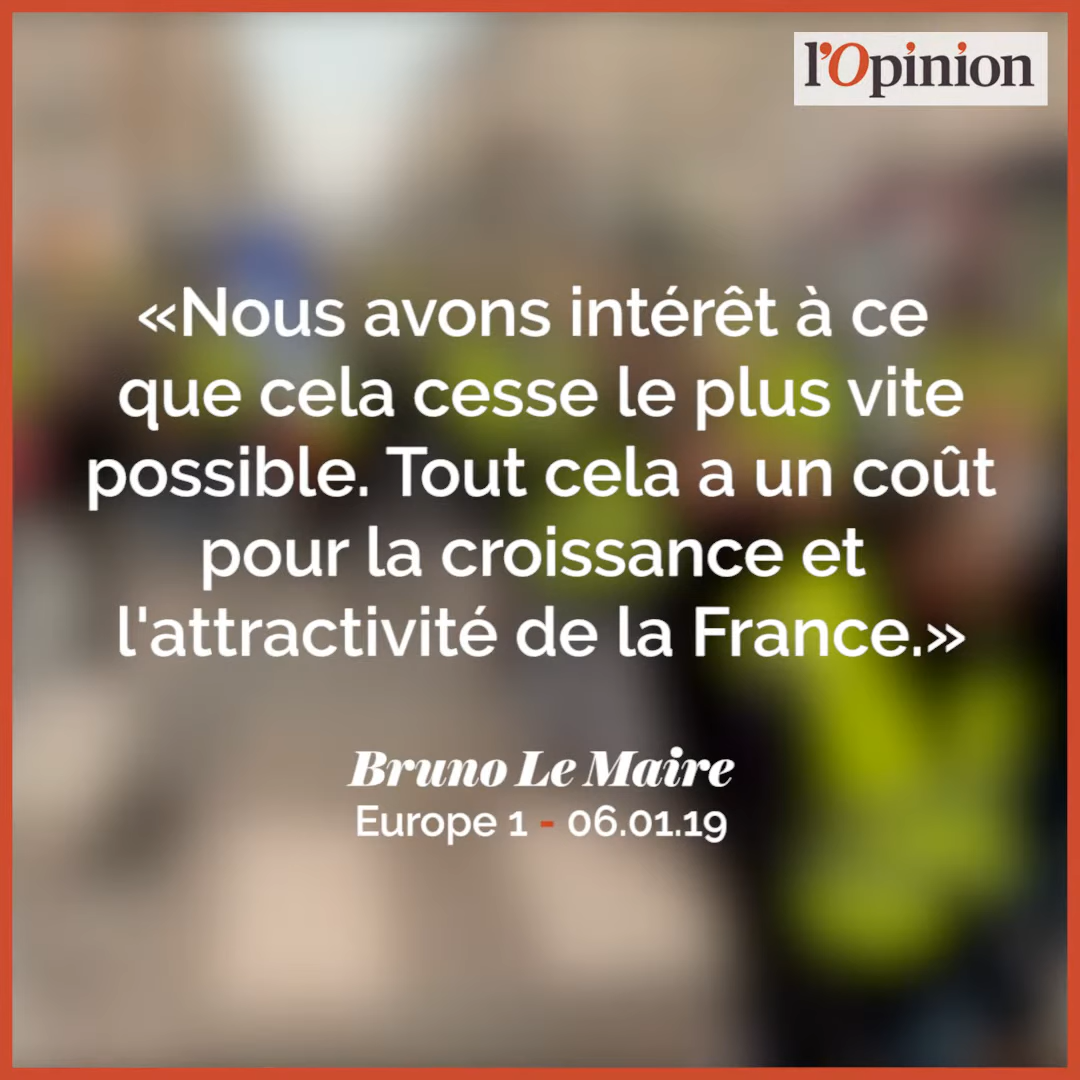 l'Opinion
«Nous avons intérêt à ce
que cela cesse le plus vite
possible. Tout cela a un coût
pour la croissance et
l'attractivité de la France.»
Bruno Le Maire
Europe 1 - 06.01.19